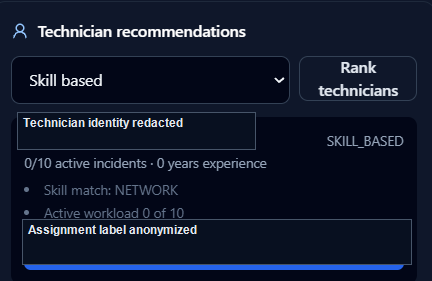 Technician recommendations
Skill based
Rank
technicians
Technician identity redacted
SKILL_BASED
0/10 active incidents · 0 years experience
Skill match: NETWORK
Active workload 0 of 10
Assignment label anonymized